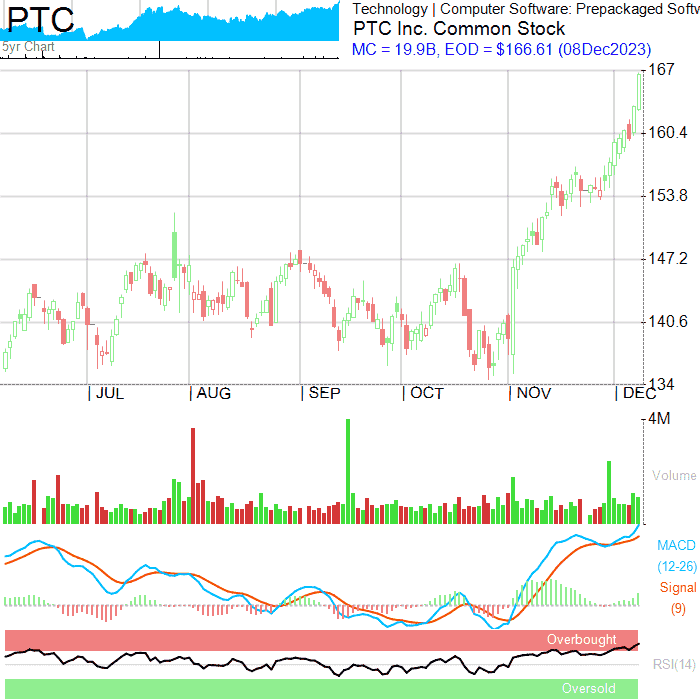 PTC
5yr Chart
Technology | Computer Software: Prepackaged Softw
PTC Inc. Common Stock
MC = 19.9B, EOD = $166.61 (08Dec2023)
167
160.4
153.8
147.2
140.6
134
| JUL | AUG | SEP | OCT | NOV | DEC
4M
Volume
MACD
(12-26)
Signal
(9)
Overbought
RSI(14)
Oversold